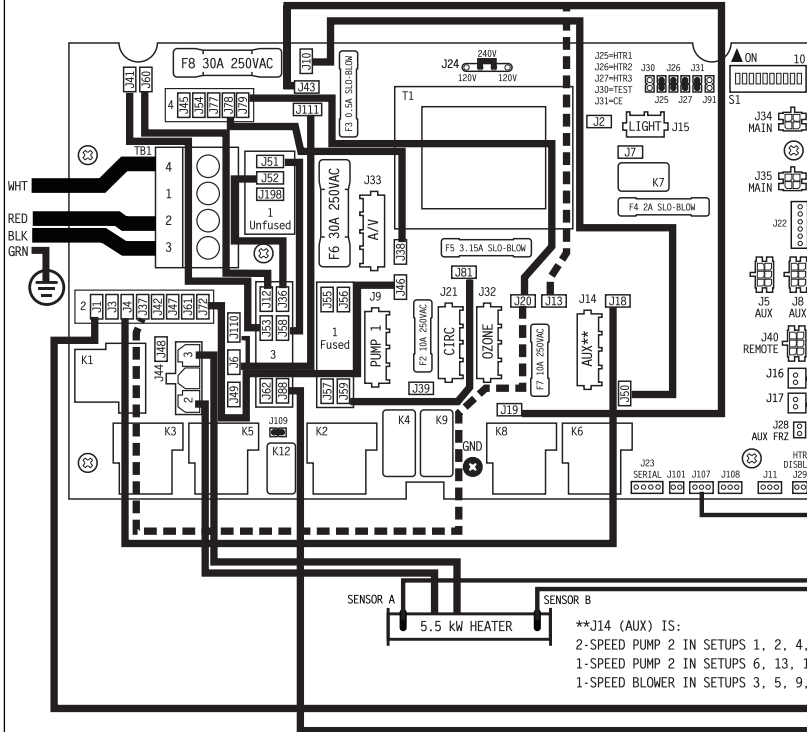 F8 30A 250VAC
J10
J41
J60
J43
J24
240V
120V
120V
J25=HTR1
J26=HTR2
J27=HTR3
J30=TEST
J31=CE
J30
J26
J31
J25
J27
J91
ON
10
S1
4
J45
J54
J77
J78
J79
J111
F3 0.5A SLO-BLOW
T1
J2
LIGHT
J15
J34
MAIN
J7
K7
J35
MAIN
F4 2A SLO-BLOW
TB1
4
1
2
3
J51
J52
J198
1
Unfused
F6 30A 250VAC
J33
A/V
J38
F5 3.15A SLO-BLOW
J22
WHT
RED
BLK
GRN
J81
J46
J5
AUX
J8
AUX
2
J1
J3
J4
J37
J42
J47
J61
J72
J12
J36
J53
J58
3
J62
J88
J55
J56
1
Fused
J57
J59
J9
PUMP 1
F2 10A 250VAC
J21
CIRC
J32
OZONE
J20
J13
F7 10A 250VAC
J14
AUX**
J18
J40
REMOTE
K1
J48
J44
3
2
J110
J6
J49
J39
J19
J50
J16
J17
J109
K3
K5
K12
K2
K4
K9
GND
K8
K6
J28
AUX FRZ
J23
SERIAL
J101
J107
J108
J11
HTR
DISBL
J29
SENSOR A
SENSOR B
5.5 kW HEATER
**J14 (AUX) IS:
2-SPEED PUMP 2 IN SETUPS 1, 2, 4,
1-SPEED PUMP 2 IN SETUPS 6, 13, 1
1-SPEED BLOWER IN SETUPS 3, 5, 9,